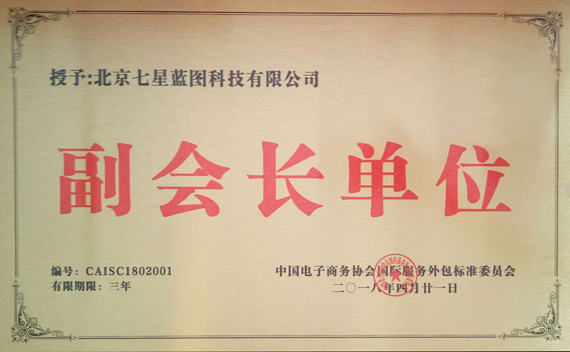 授予:北京七星蓝图科技有限公司
副会长单位
编号: CAISC1802001
有限期限: 三年
中国电子商务协会国际服务外包标准委员会
二〇一八年四月廿一日